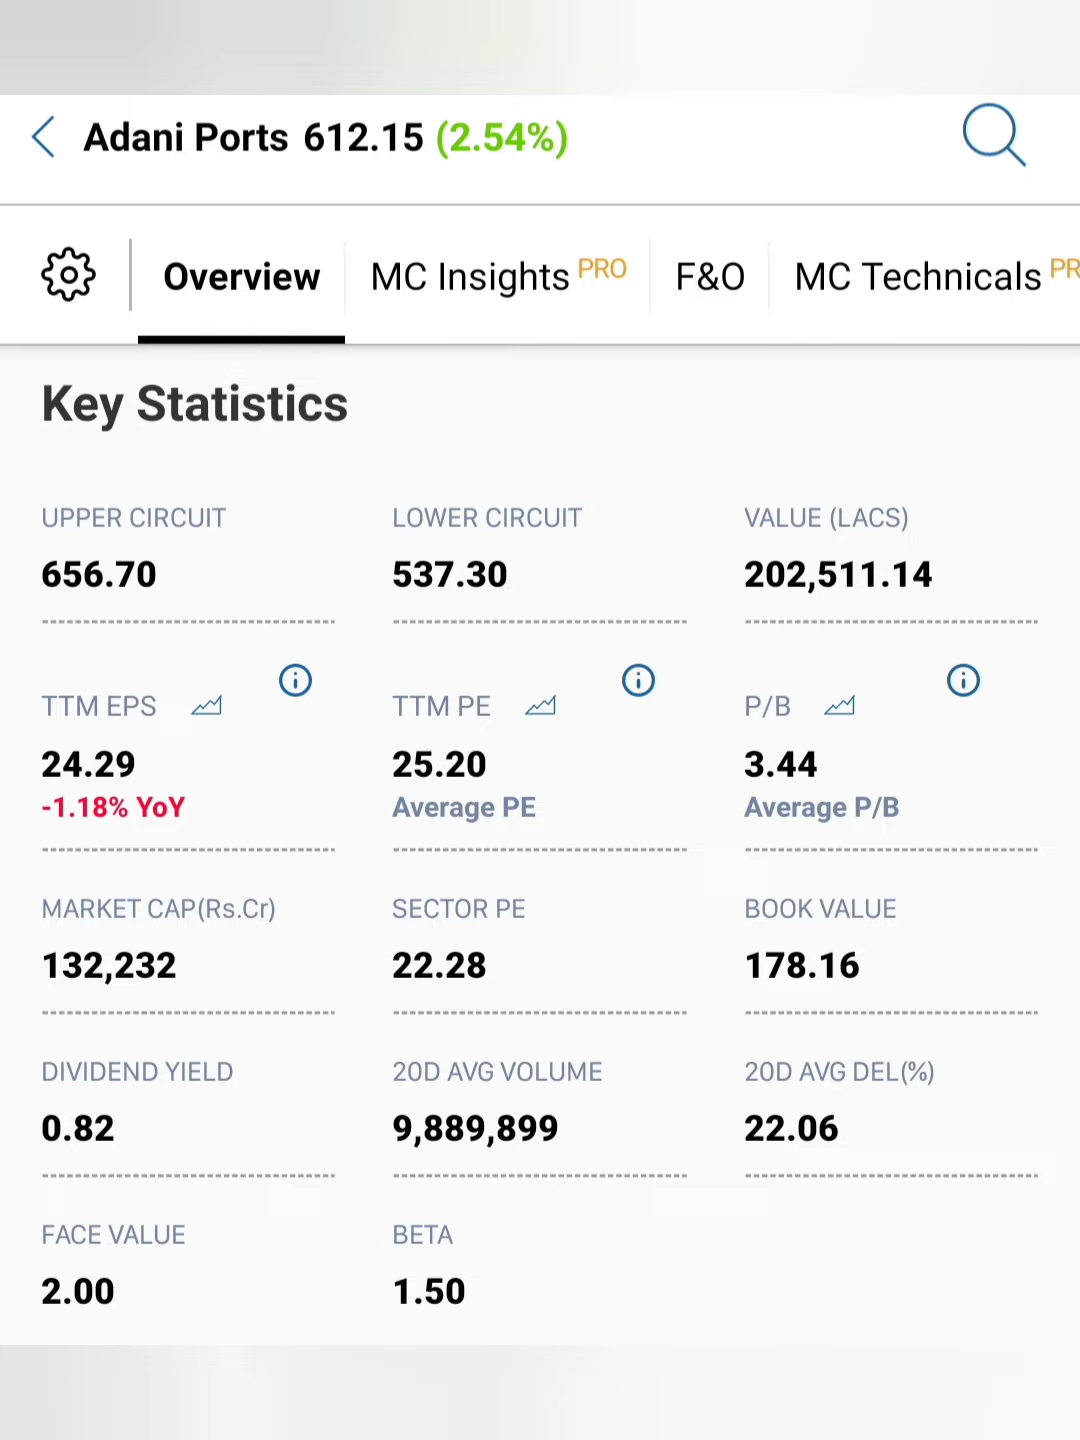 Adani Ports 612.15 (2.54%)
Overview MC Insights PRO F&O MC Technicals PR
Key Statistics
UPPER CIRCUIT LOWER CIRCUIT VALUE (LACS)
656.70 537.30 202,511.14
TTM EPS TTM PE P/B
24.29 25.20 3.44
-1.18% YoY Average PE Average P/B
MARKET CAP(Rs.Cr) SECTOR PE BOOK VALUE
132,232 22.28 178.16
DIVIDEND YIELD 20D AVG VOLUME 20D AVG DEL(%)
0.82 9,889,899 22.06
FACE VALUE BETA
2.00 1.50